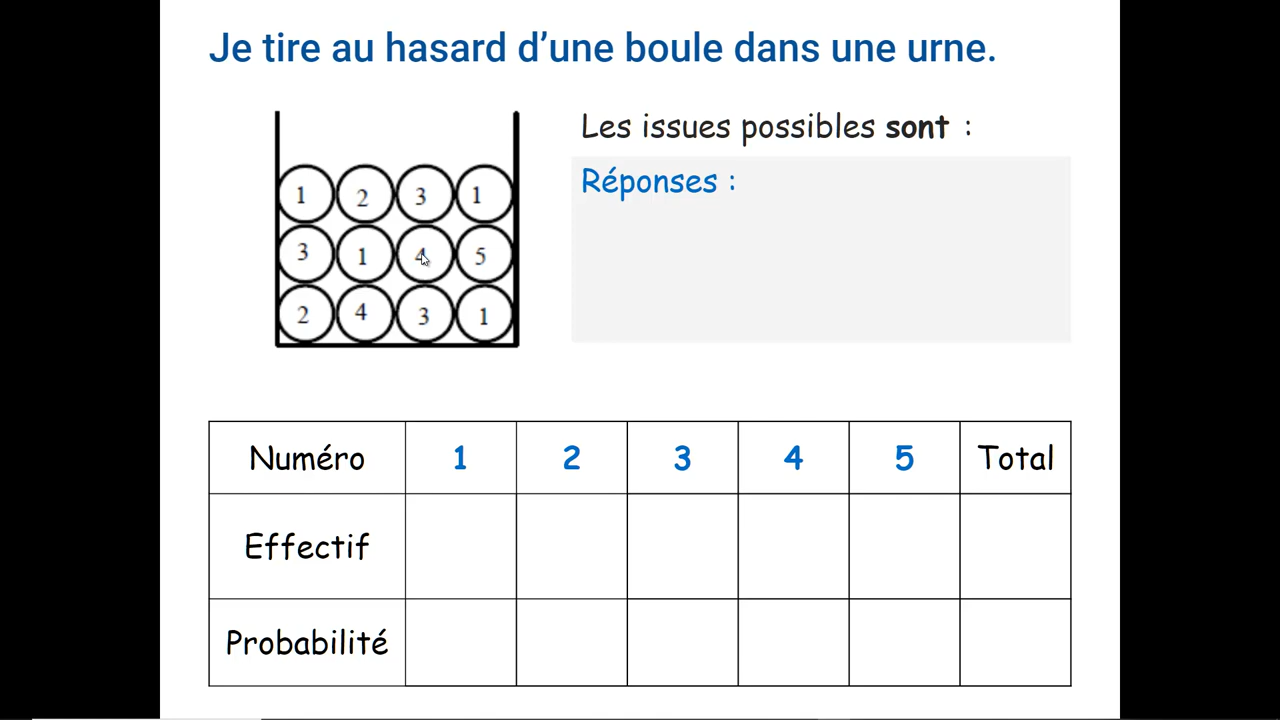 Je tire au hasard d'une boule dans une urne.
Les issues possibles sont :
Réponses :
1 2 3 1
3 1 4 5
2 4 3 1
Numéro 1 2 3 4 5 Total
Effectif
Probabilité